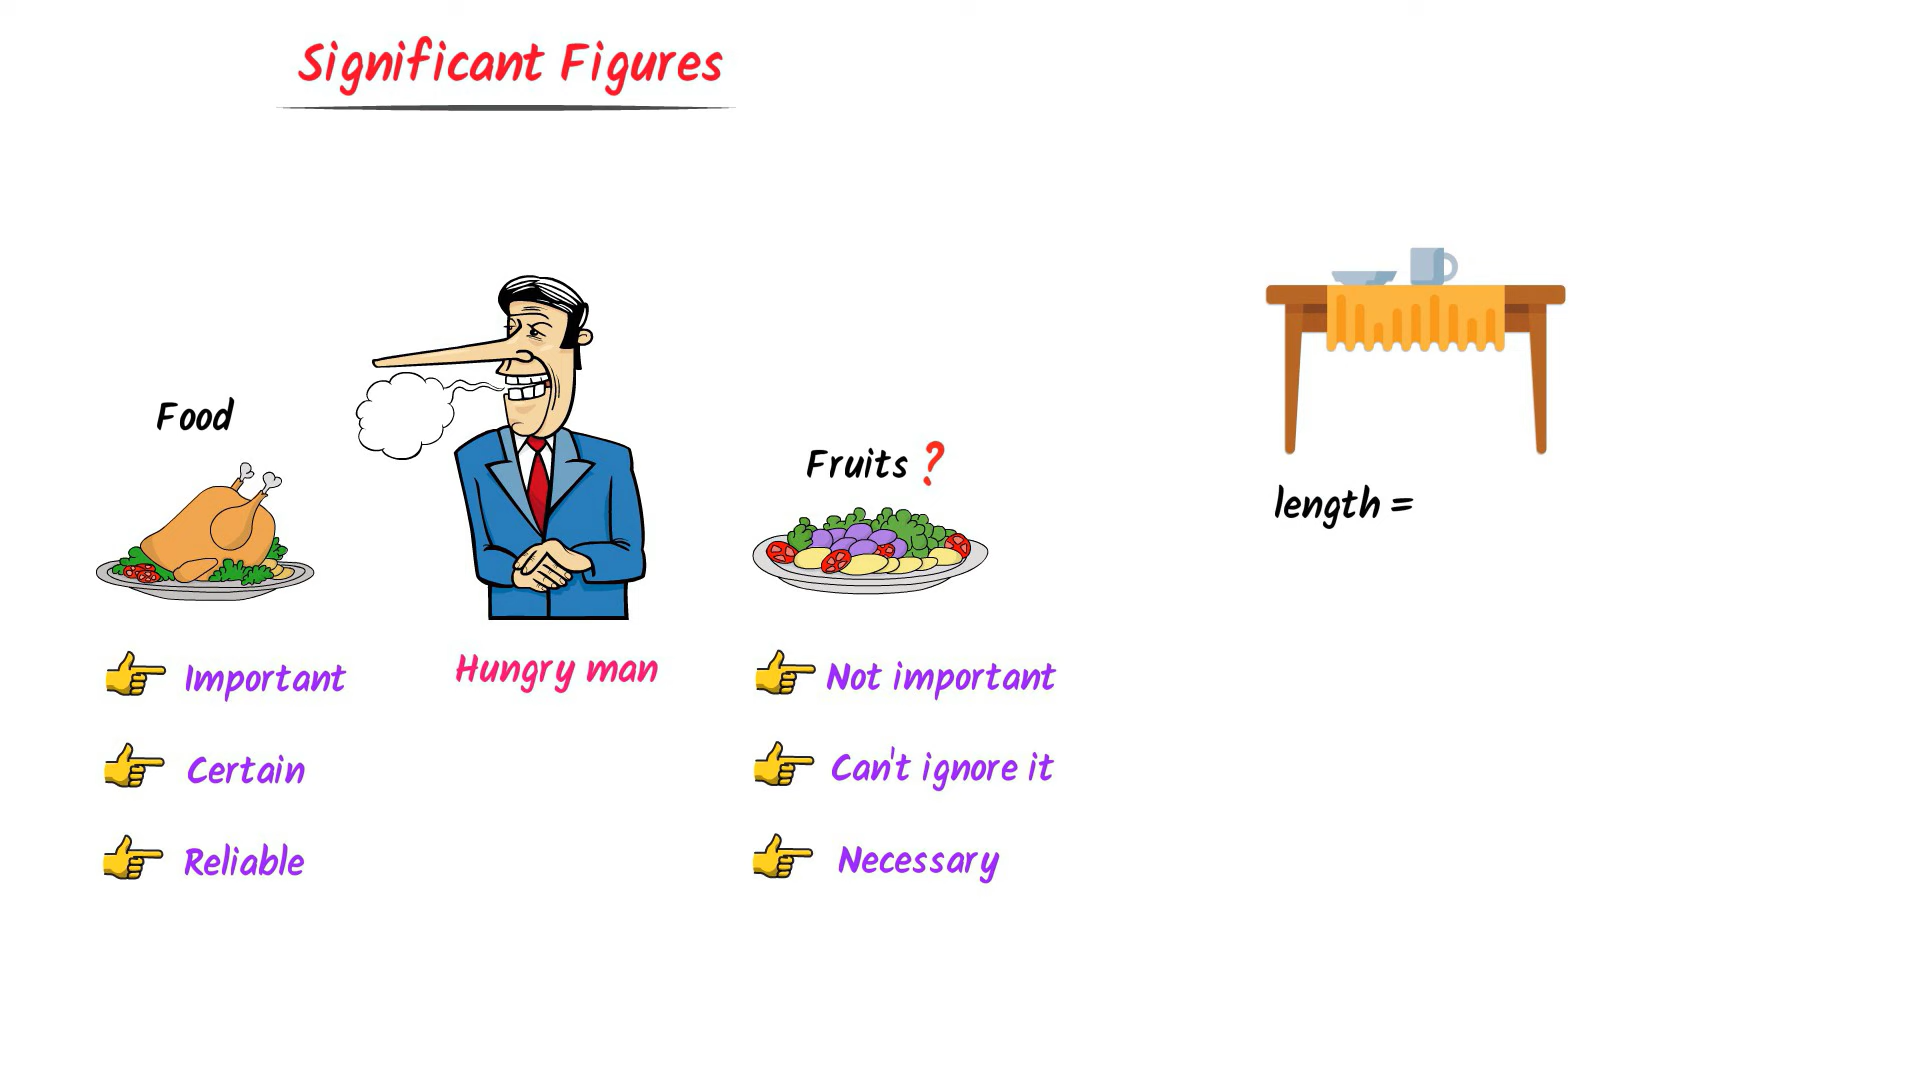 Significant Figures
Food
Fruits ?
length =
Important
Hungry man
Not important
Certain
Can't ignore it
Reliable
Necessary